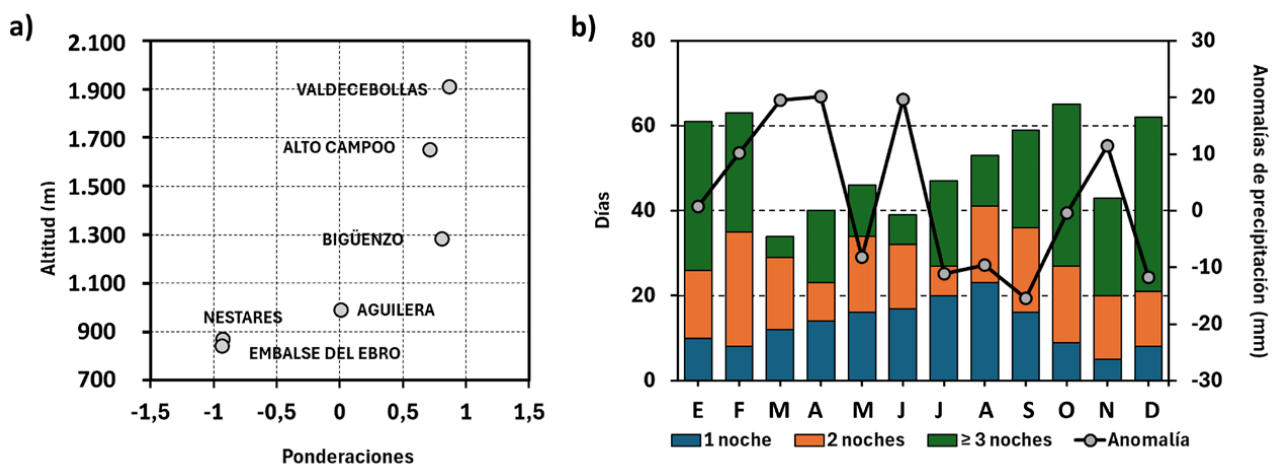 a)
2.100
1.900
1.700
1.500
1.300
1.100
900
700
Altitud (m)
VALDECEBOLLAS
ALTO CAMPOO
BIGÜENZO
AGUILERA
NESTARES
EMBALSE DEL EBRO
-1,5 -1 -0,5 0 0,5 1 1,5
Ponderaciones
b)
80
60
40
20
0
Días
30
20
10
0
-10
-20
-30
Anomalías de precipitación (mm)
E F M A M J J A S O N D
1 noche 2 noches ≥ 3 noches Anomalía